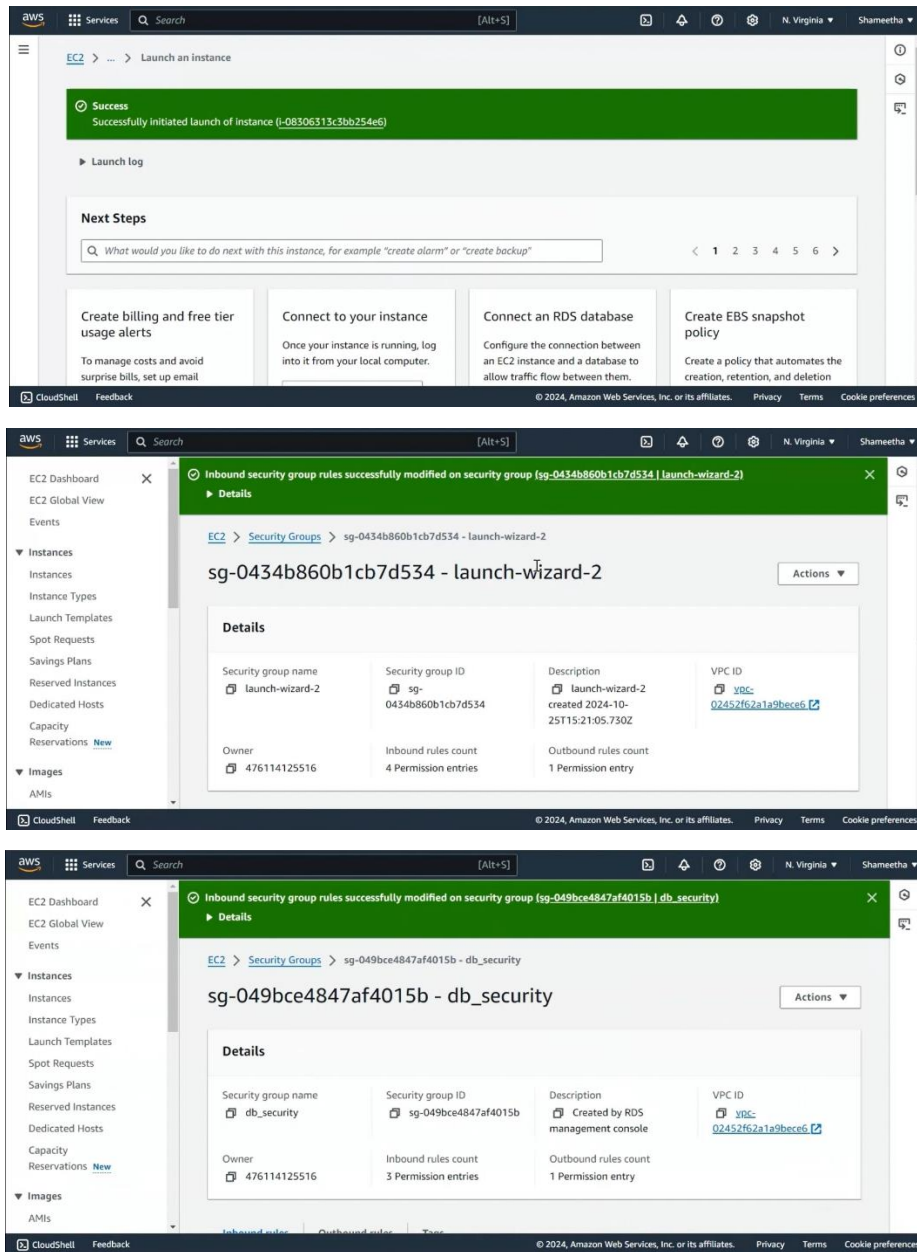 aws Services Search [Alt+S] N. Virginia Shameetha
EC2 > ... > Launch an instance
Success
Successfully initiated launch of instance (i-08306313c3bb254e6)
Launch log
Next Steps
What would you like to do next with this instance, for example "create alarm" or "create backup"
< 1 2 3 4 5 6 >
Create billing and free tier usage alerts
To manage costs and avoid surprise bills, set up email
Connect to your instance
Once your instance is running, log into it from your local computer.
Connect an RDS database
Configure the connection between an EC2 instance and a database to allow traffic flow between them.
Create EBS snapshot policy
Create a policy that automates the creation, retention, and deletion
CloudShell Feedback © 2024, Amazon Web Services, Inc. or its affiliates. Privacy Terms Cookie preferences
aws Services Search [Alt+S] N. Virginia Shameetha
EC2 Dashboard
EC2 Global View
Events
Instances
Instances
Instance Types
Launch Templates
Spot Requests
Savings Plans
Reserved Instances
Dedicated Hosts
Capacity
Reservations New
Images
AMIs
Inbound security group rules successfully modified on security group (sg-0434b860b1cb7d534 | launch-wizard-2)
Details
EC2 > Security Groups > sg-0434b860b1cb7d534 - launch-wizard-2
sg-0434b860b1cb7d534 - launch-wizard-2
Actions
Details
Security group name
launch-wizard-2
Security group ID
sg-
0434b860b1cb7d534
Description
launch-wizard-2
created 2024-10-
25T15:21:05.730Z
VPC ID
vpc-
02452f62a1a9bece6
Owner
476114125516
Inbound rules count
4 Permission entries
Outbound rules count
1 Permission entry
CloudShell Feedback © 2024, Amazon Web Services, Inc. or its affiliates. Privacy Terms Cookie preferences
aws Services Search [Alt+S] N. Virginia Shameetha
EC2 Dashboard
EC2 Global View
Events
Instances
Instances
Instance Types
Launch Templates
Spot Requests
Savings Plans
Reserved Instances
Dedicated Hosts
Capacity
Reservations New
Images
AMIs
Inbound security group rules successfully modified on security group (sg-049bce4847af4015b | db_security)
Details
EC2 > Security Groups > sg-049bce4847af4015b - db_security
sg-049bce4847af4015b - db_security
Actions
Details
Security group name
db_security
Security group ID
sg-049bce4847af4015b
Description
Created by RDS
management console
VPC ID
vpc-
02452f62a1a9bece6
Owner
476114125516
Inbound rules count
3 Permission entries
Outbound rules count
1 Permission entry
Inbound rules Outbound rules Tags
CloudShell Feedback © 2024, Amazon Web Services, Inc. or its affiliates. Privacy Terms Cookie preferences